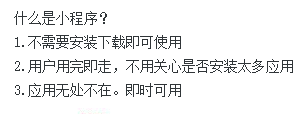 什么是小程序？
1.不需要安装下载即可使用
2.用户用完即走，不用关心是否安装太多应用
3.应用无处不在。即时可用